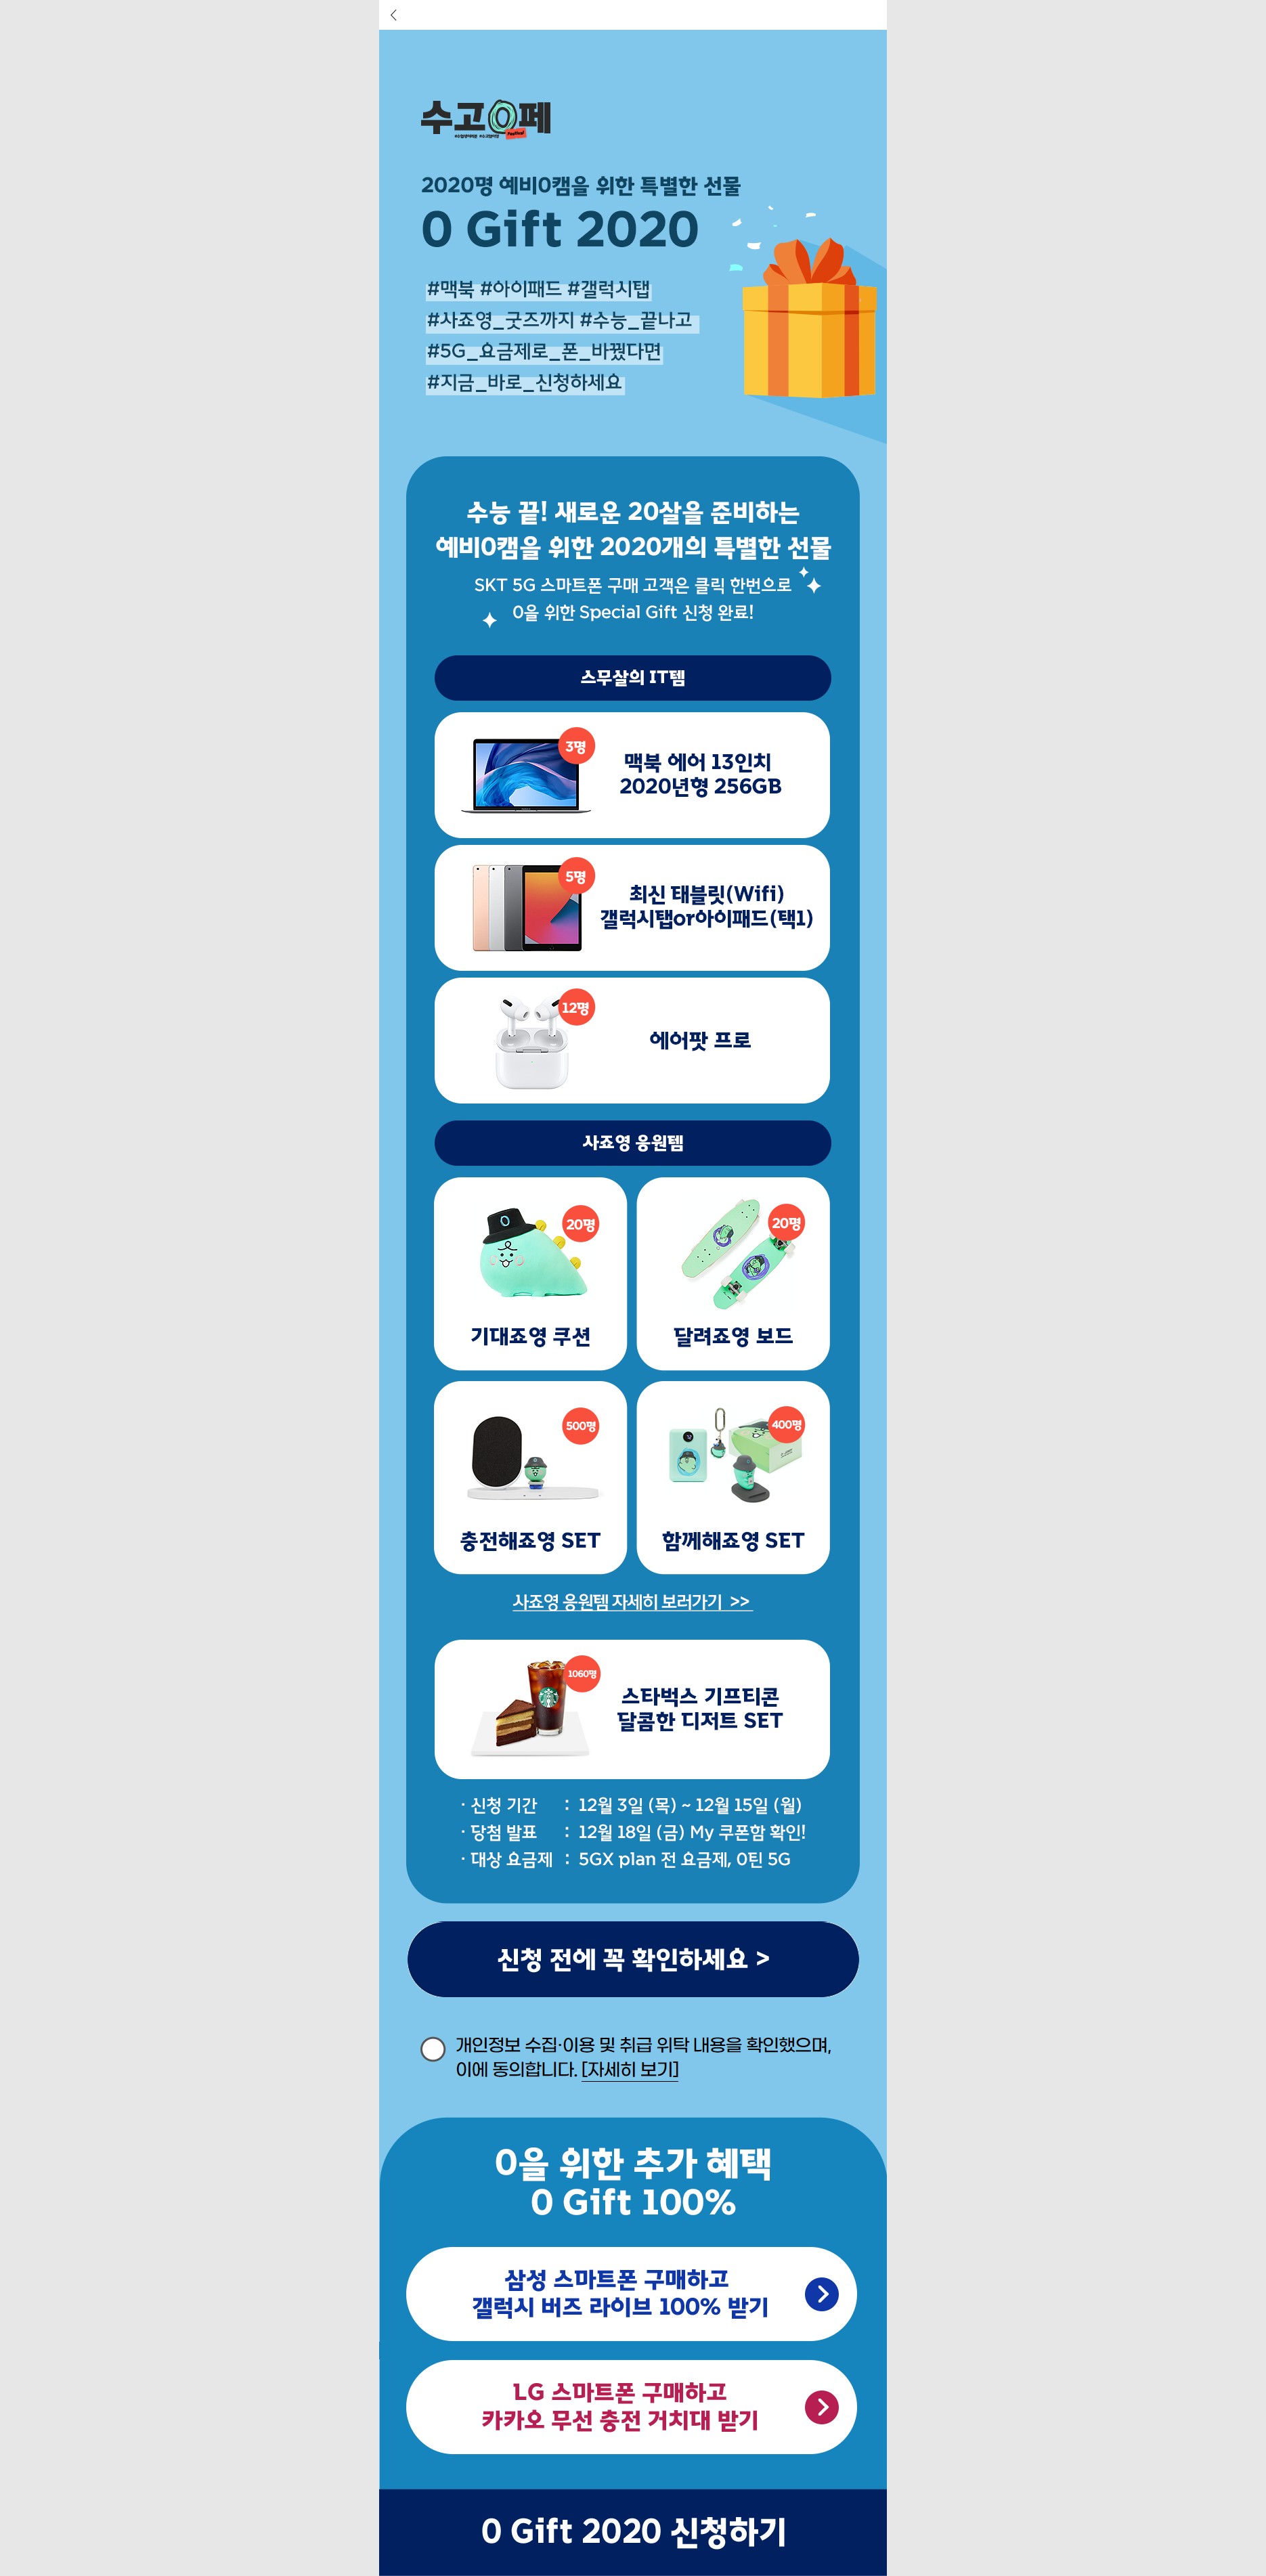 수고0페
Festival
2020명 예비0캠을 위한 특별한 선물
0 Gift 2020
#맥북 #아이패드 #갤럭시탭
#사죠영_굿즈까지 #수능_끝나고
#5G_요금제로_폰_바꿨다면
#지금_바로_신청하세요
수능 끝! 새로운 20살을 준비하는
예비0캠을 위한 2020개의 특별한 선물
SKT 5G 스마트폰 구매 고객은 클릭 한번으로
0을 위한 Special Gift 신청 완료!
스무살의 IT템
3명
맥북 에어 13인치
2020년형 256GB
5명
최신 태블릿(Wifi)
갤럭시탭or아이패드(택1)
12명
에어팟 프로
사죠영 응원템
20명
기대죠영 쿠션
20명
달려죠영 보드
500명
충전해죠영 SET
400명
함께해죠영 SET
사죠영 응원템 자세히 보러가기 >>
1060명
스타벅스 기프티콘
달콤한 디저트 SET
· 신청 기간 : 12월 3일 (목) ~ 12월 15일 (월)
· 당첨 발표 : 12월 18일 (금) My 쿠폰함 확인!
· 대상 요금제 : 5GX plan 전 요금제, 0틴 5G
신청 전에 꼭 확인하세요 >
개인정보 수집·이용 및 취급 위탁 내용을 확인했으며,
이에 동의합니다. [자세히 보기]
0을 위한 추가 혜택
0 Gift 100%
삼성 스마트폰 구매하고
갤럭시 버즈 라이브 100% 받기
LG 스마트폰 구매하고
카카오 무선 충전 거치대 받기
0 Gift 2020 신청하기